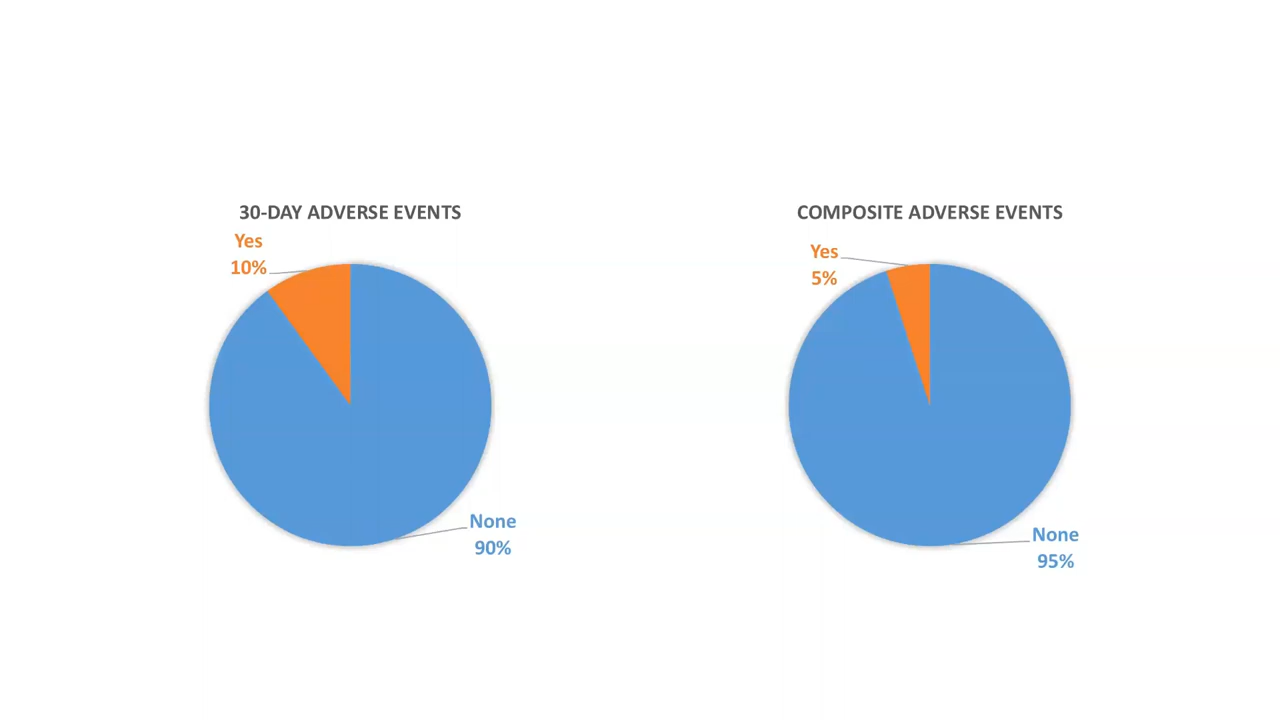 30-DAY ADVERSE EVENTS
Yes
10%
None
90%
COMPOSITE ADVERSE EVENTS
Yes
5%
None
95%